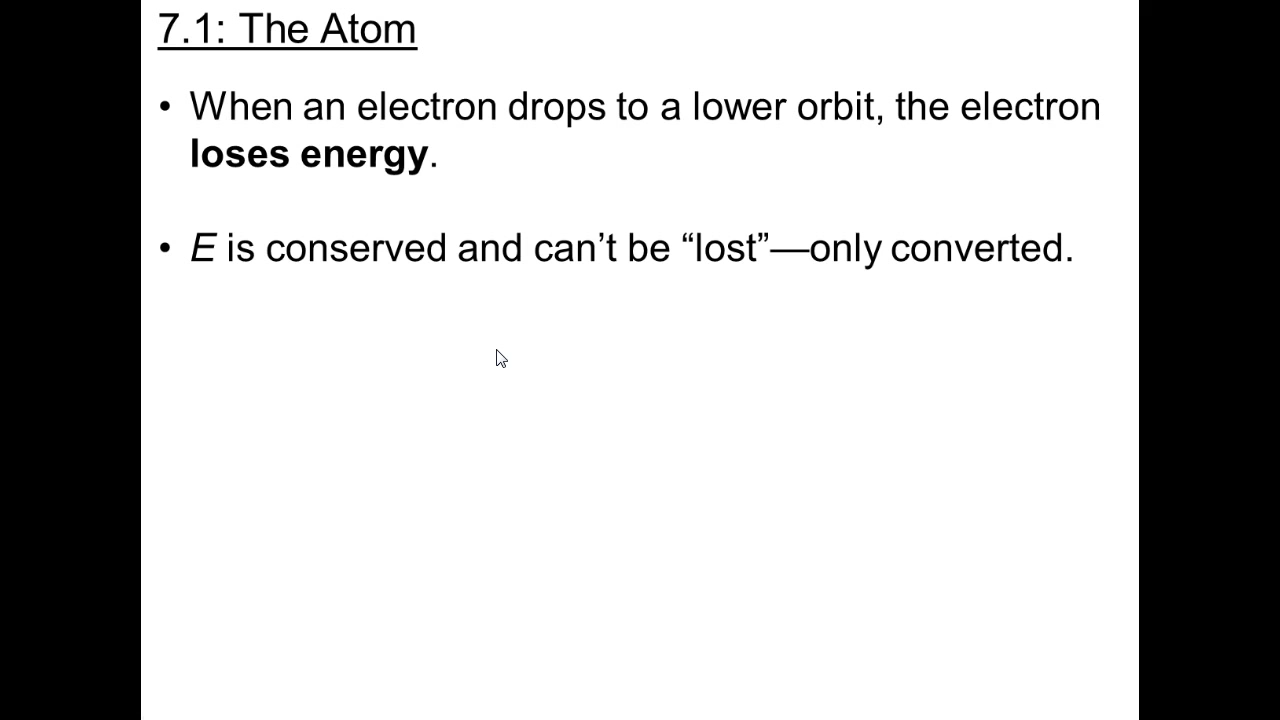 7.1: The Atom
• When an electron drops to a lower orbit, the electron
loses energy.
• E is conserved and can’t be “lost”—only converted.